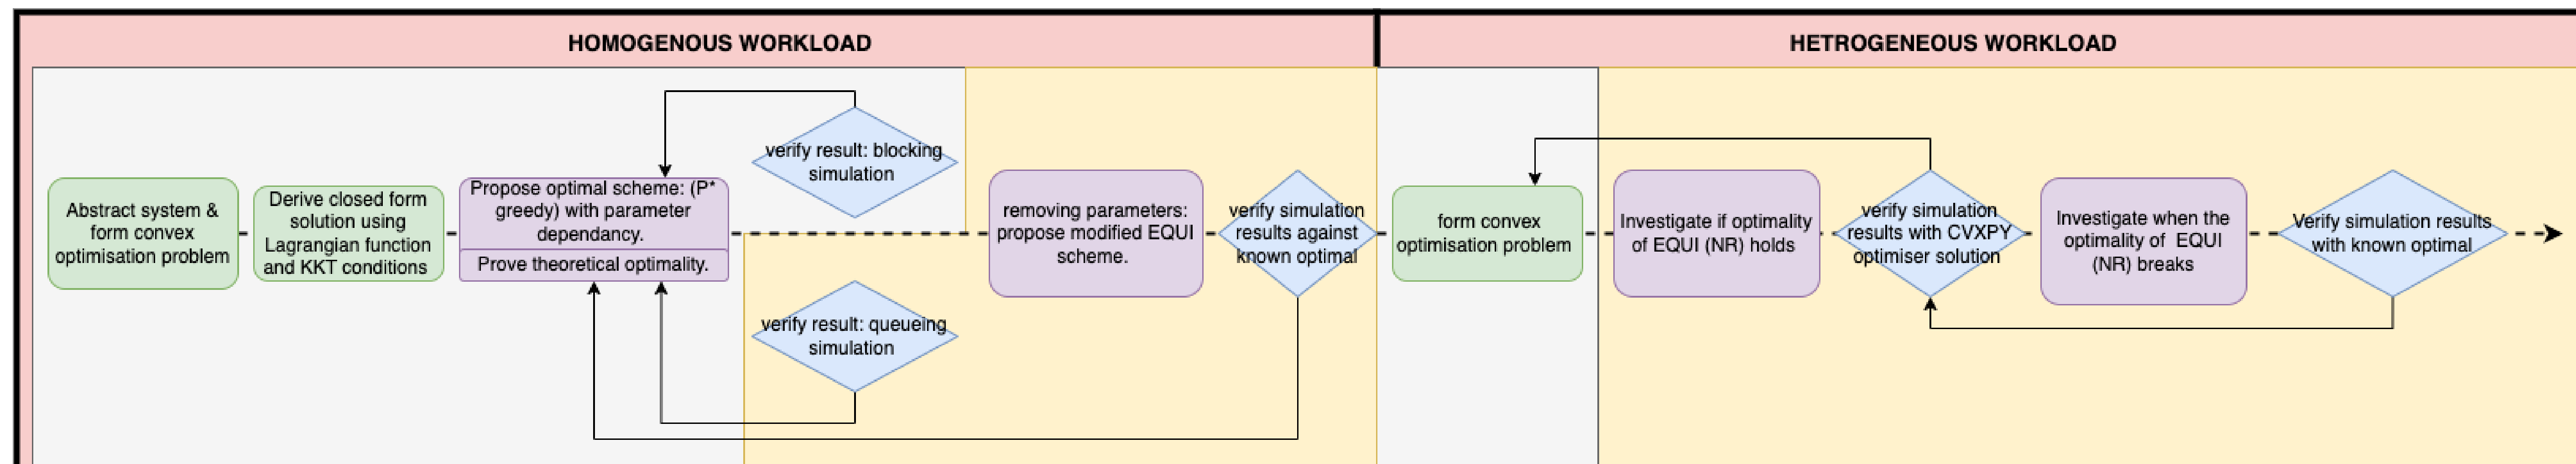 HOMOGENOUS WORKLOAD
HETROGENEOUS WORKLOAD
Abstract system &
form convex
optimisation problem
Derive closed form
solution using
Lagrangian function
and KKT conditions
Propose optimal scheme: (P*
greedy) with parameter
dependancy.
Prove theoretical optimality.
verify result: blocking
simulation
verify result: queueing
simulation
removing parameters:
propose modified EQUI
scheme.
verify simulation
results against
known optimal
form convex
optimisation problem
Investigate if optimality
of EQUI (NR) holds
verify simulation
results with CVXPY
optimiser solution
Investigate when the
optimality of EQUI
(NR) breaks
Verify simulation results
with known optimal